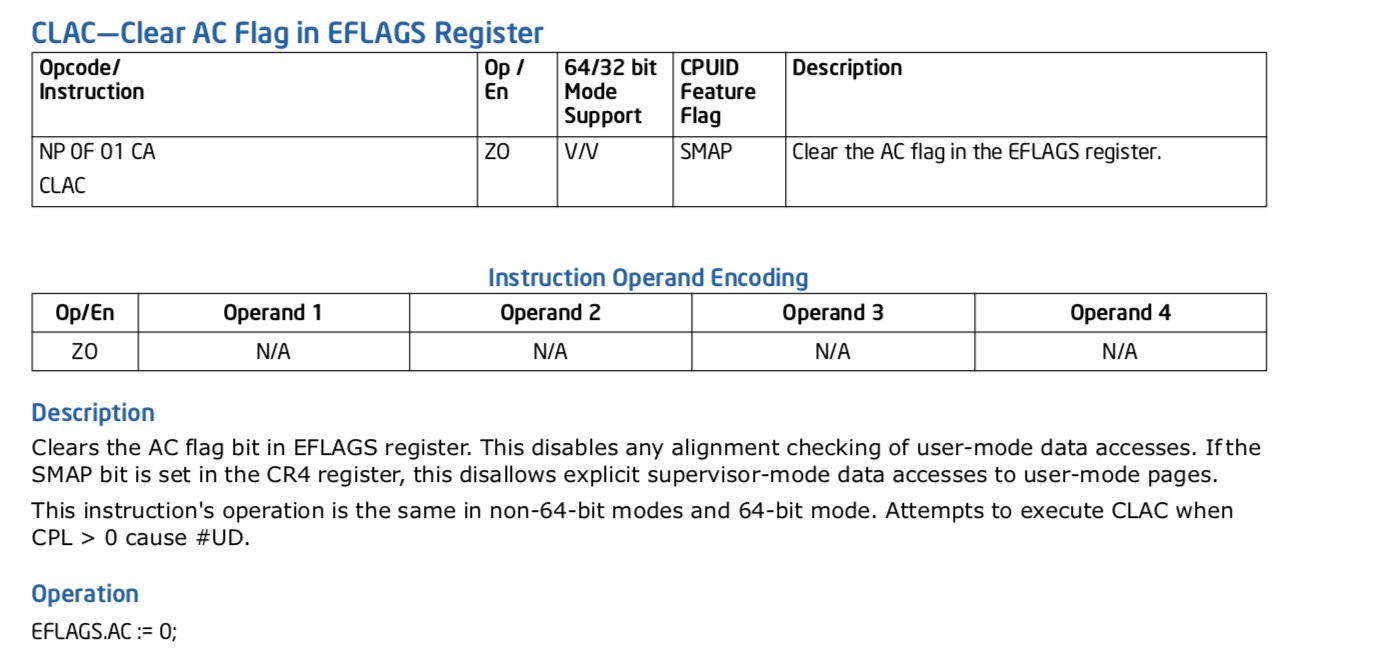 CLAC—Clear AC Flag in EFLAGS Register
Opcode/
Instruction
Op /
En
64/32 bit
Mode
Support
CPUID
Feature
Flag
Description
NP 0F 01 CA
CLAC
ZO
V/V
SMAP
Clear the AC flag in the EFLAGS register.
Instruction Operand Encoding
Op/En Operand 1 Operand 2 Operand 3 Operand 4
ZO N/A N/A N/A N/A
Description
Clears the AC flag bit in EFLAGS register. This disables any alignment checking of user-mode data accesses. If the
SMAP bit is set in the CR4 register, this disallows explicit supervisor-mode data accesses to user-mode pages.
This instruction's operation is the same in non-64-bit modes and 64-bit mode. Attempts to execute CLAC when
CPL > 0 cause #UD.
Operation
EFLAGS.AC := 0;